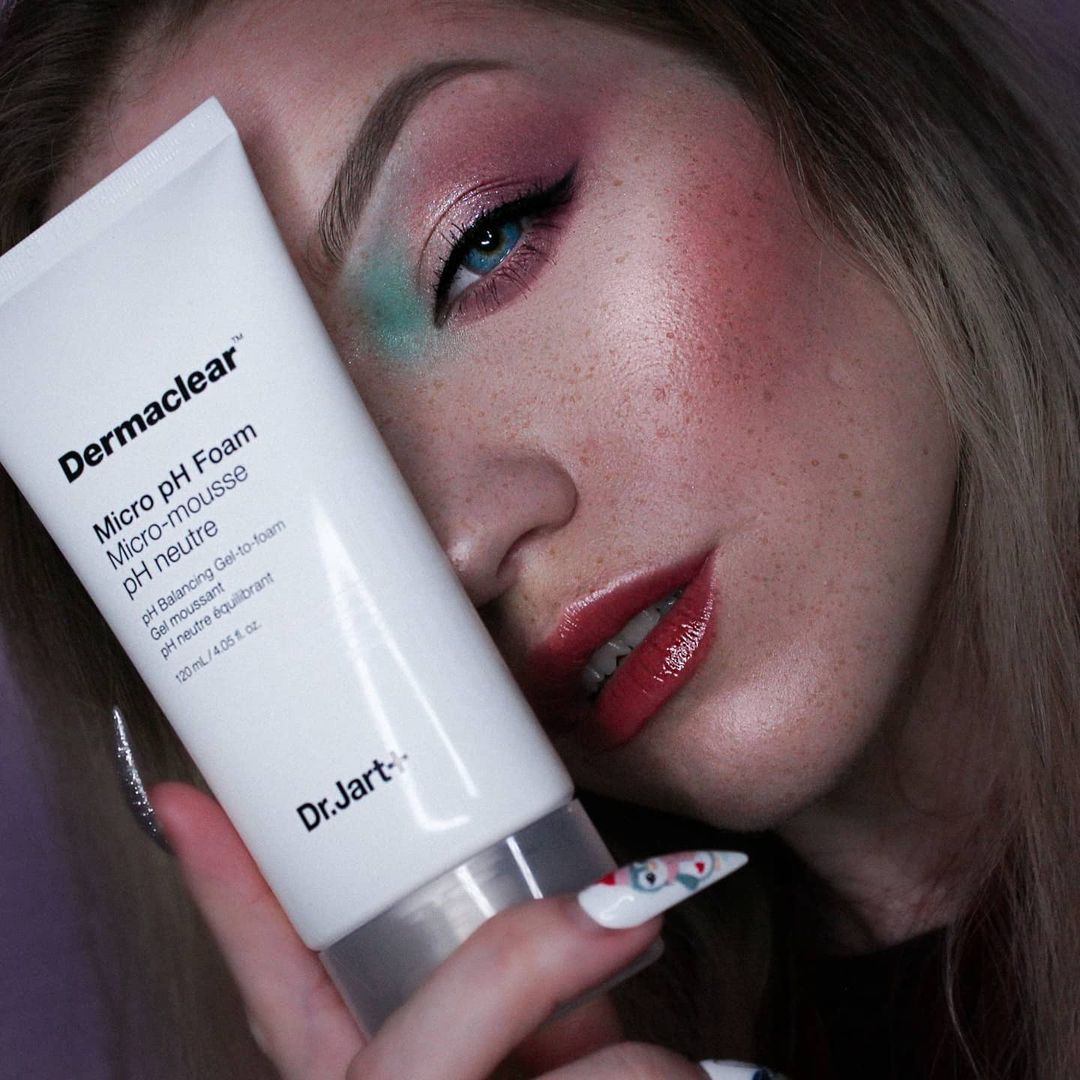 Dermaclear™
Micro pH Foam
Micro-mousse
pH neutre
pH Balancing Gel-to-foam
Gel moussant
pH neutre équilibrant
120 mL / 4.05 fl. oz.
Dr.Jart+